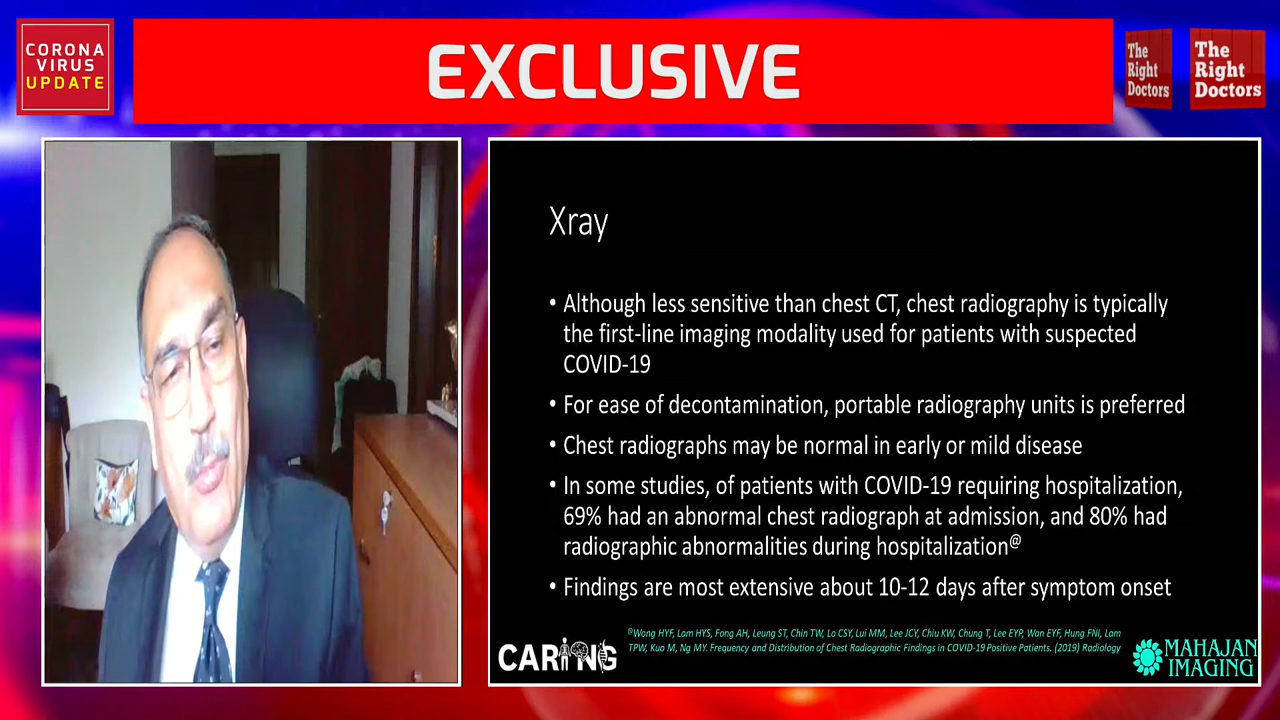 CORONA
VIRUS
UPDATE
EXCLUSIVE
The
Right
Doctors
The
Right
Doctors
Xray
• Although less sensitive than chest CT, chest radiography is typically
the first-line imaging modality used for patients with suspected
COVID-19
• For ease of decontamination, portable radiography units is preferred
• Chest radiographs may be normal in early or mild disease
• In some studies, of patients with COVID-19 requiring hospitalization,
69% had an abnormal chest radiograph at admission, and 80% had
radiographic abnormalities during hospitalization@
• Findings are most extensive about 10-12 days after symptom onset
@Wong HYF, Lam HYS, Fong AH, Leung ST, Chin TW, Lo CSY, Lui MM, Lee JCY, Chiu KW, Chung T, Lee EYP, Wan EYF, Hung FNI, Lam
TPW, Kuo M, Ng MY. Frequency and Distribution of Chest Radiographic Findings in COVID-19 Positive Patients. (2019) Radiology
CARING
MAHAJAN
IMAGING